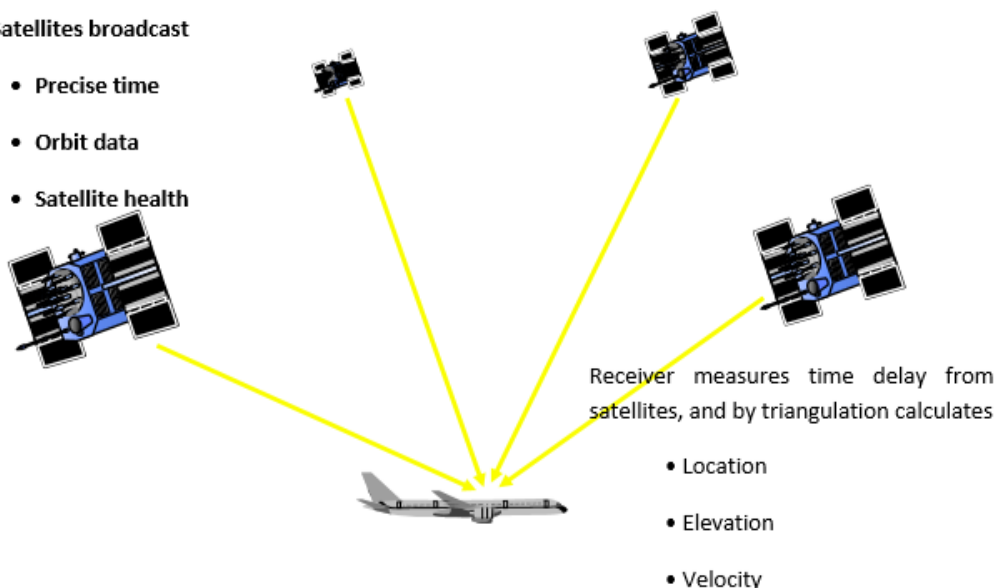 Satellites broadcast
• Precise time
• Orbit data
• Satellite health
Receiver measures time delay from
satellites, and by triangulation calculates
• Location
• Elevation
• Velocity